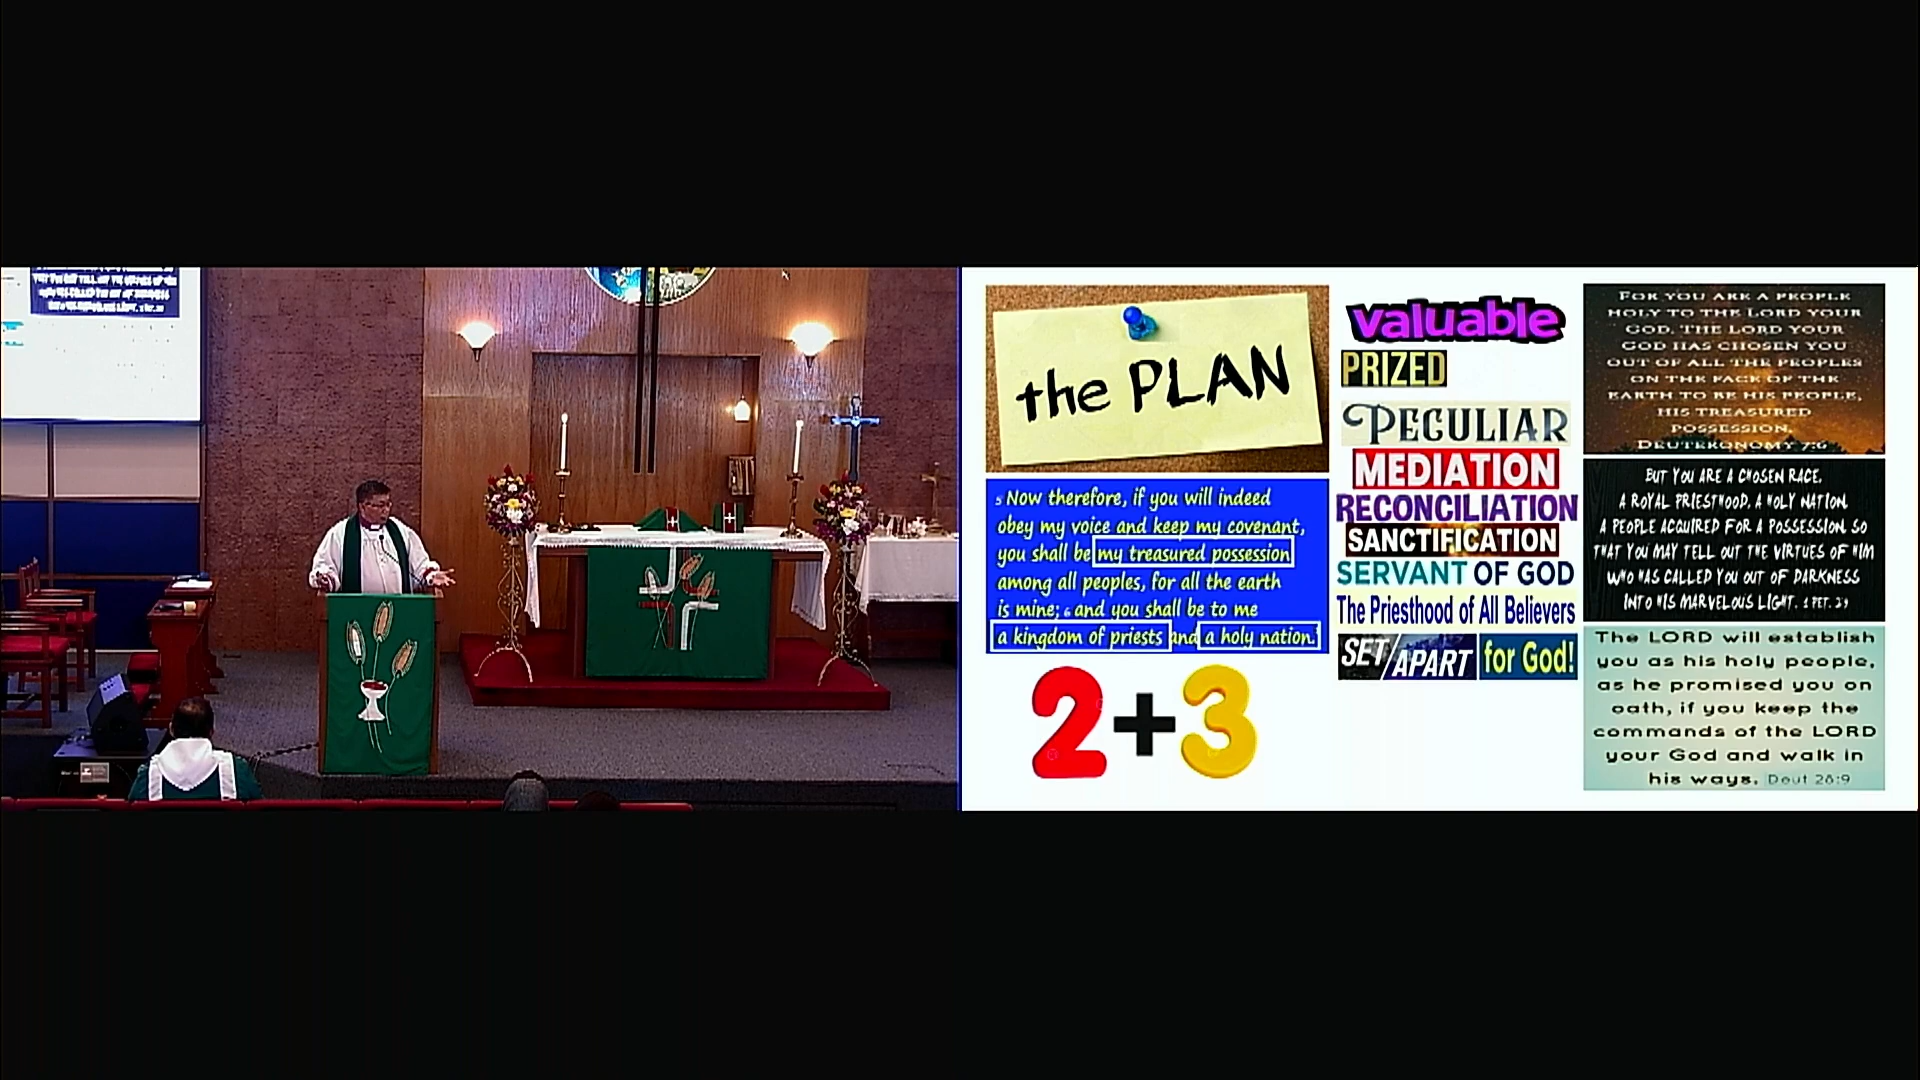 the PLAN
5 Now therefore, if you will indeed
obey my voice and keep my covenant,
you shall be my treasured possession
among all peoples, for all the earth
is mine; 6 and you shall be to me
a kingdom of priests and a holy nation.'
2+3
valuable
PRIZED
PECULIAR
MEDIATION
RECONCILIATION
SANCTIFICATION
SERVANT OF GOD
The Priesthood of All Believers
SET/APART for God!
FOR YOU ARE A PEOPLE
HOLY TO THE LORD YOUR
GOD. THE LORD YOUR
GOD HAS CHOSEN YOU
OUT OF ALL THE PEOPLES
ON THE FACE OF THE
EARTH TO BE HIS PEOPLE,
HIS TREASURED
POSSESSION.
DEUTERONOMY 7:6
BUT YOU ARE A CHOSEN RACE,
A ROYAL PRIESTHOOD, A HOLY NATION,
A PEOPLE ACQUIRED FOR A POSSESSION, SO
THAT YOU MAY TELL OUT THE VIRTUES OF HIM
WHO HAS CALLED YOU OUT OF DARKNESS
INTO HIS MARVELOUS LIGHT. 1 PET. 2:9
The LORD will establish
you as his holy people,
as he promised you on
oath, if you keep the
commands of the LORD
your God and walk in
his ways. Deut 28:9